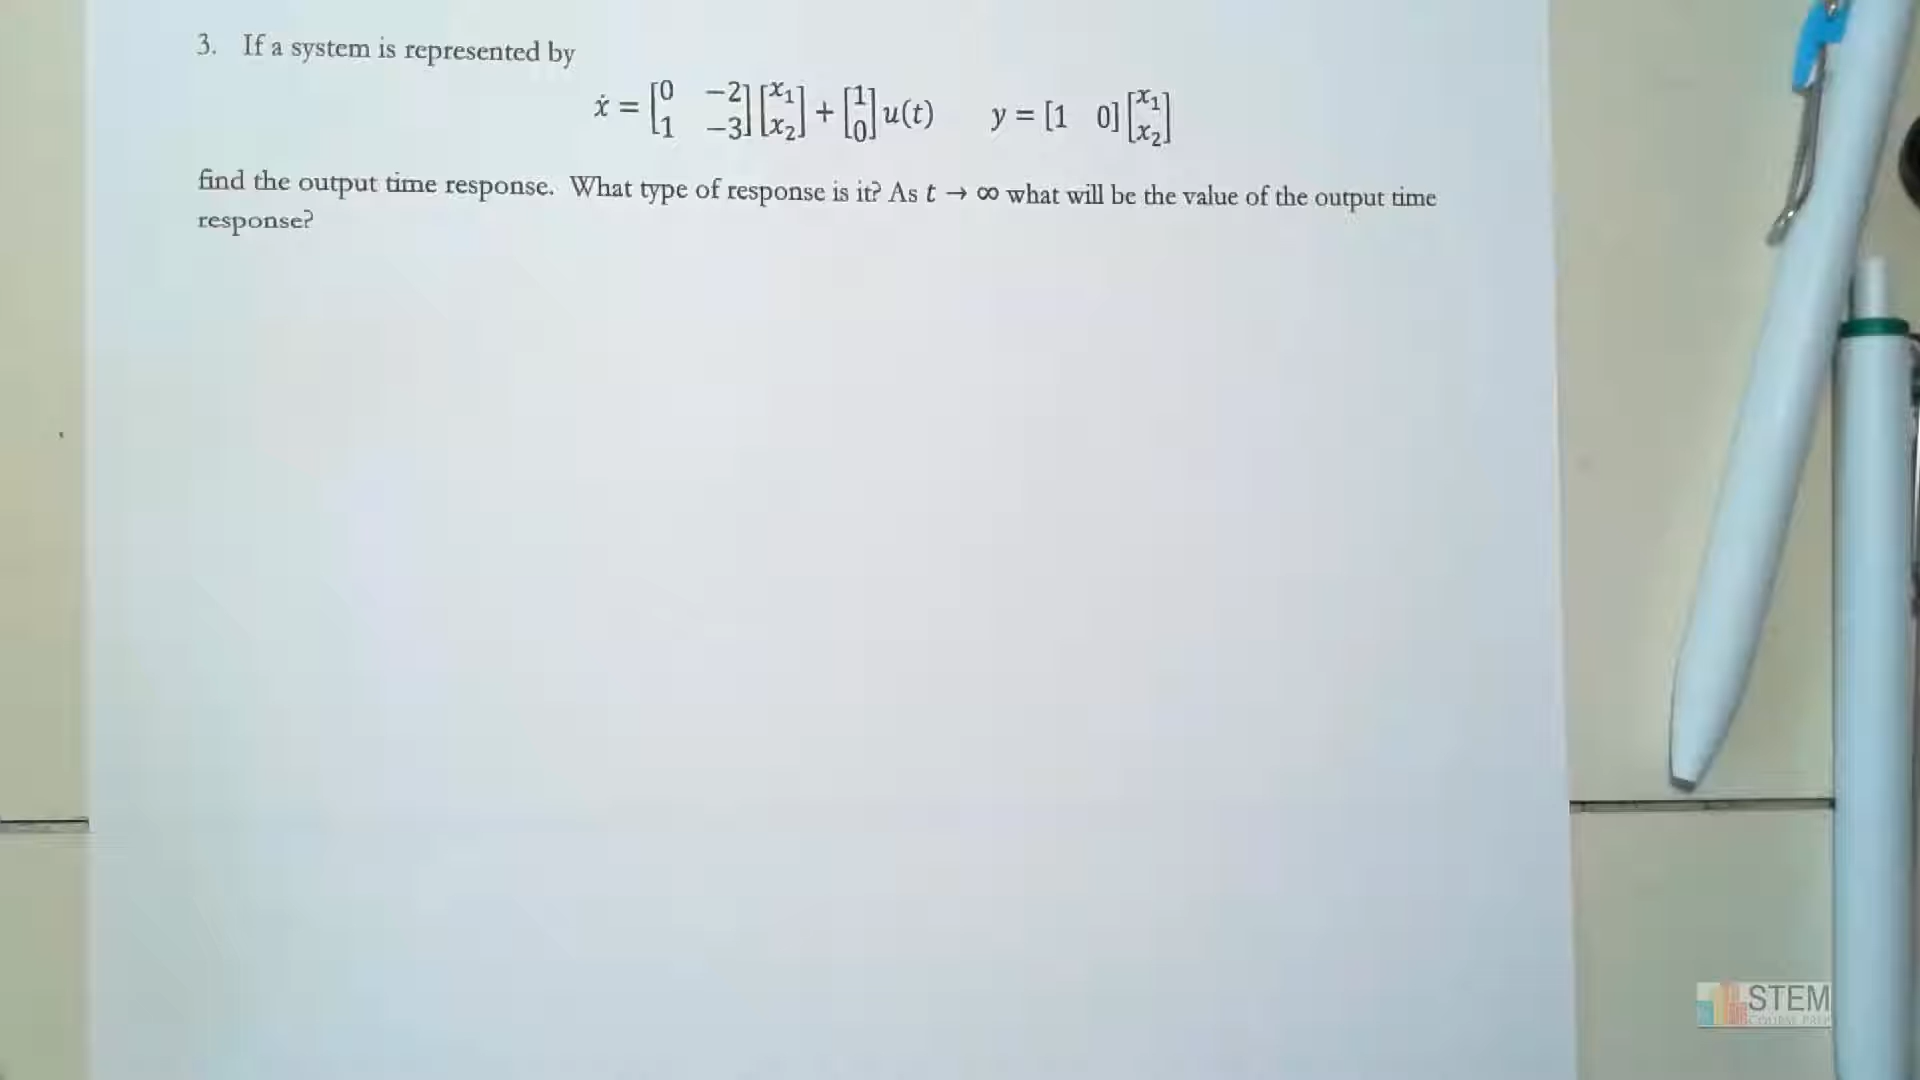 3. If a system is represented by
ẋ = [0 −2; 1 −3] [x₁; x₂] + [1; 0] u(t)   y = [1 0] [x₁; x₂]
find the output time response. What type of response is it? As t → ∞ what will be the value of the output time
response?
STEM
COURSE PREP